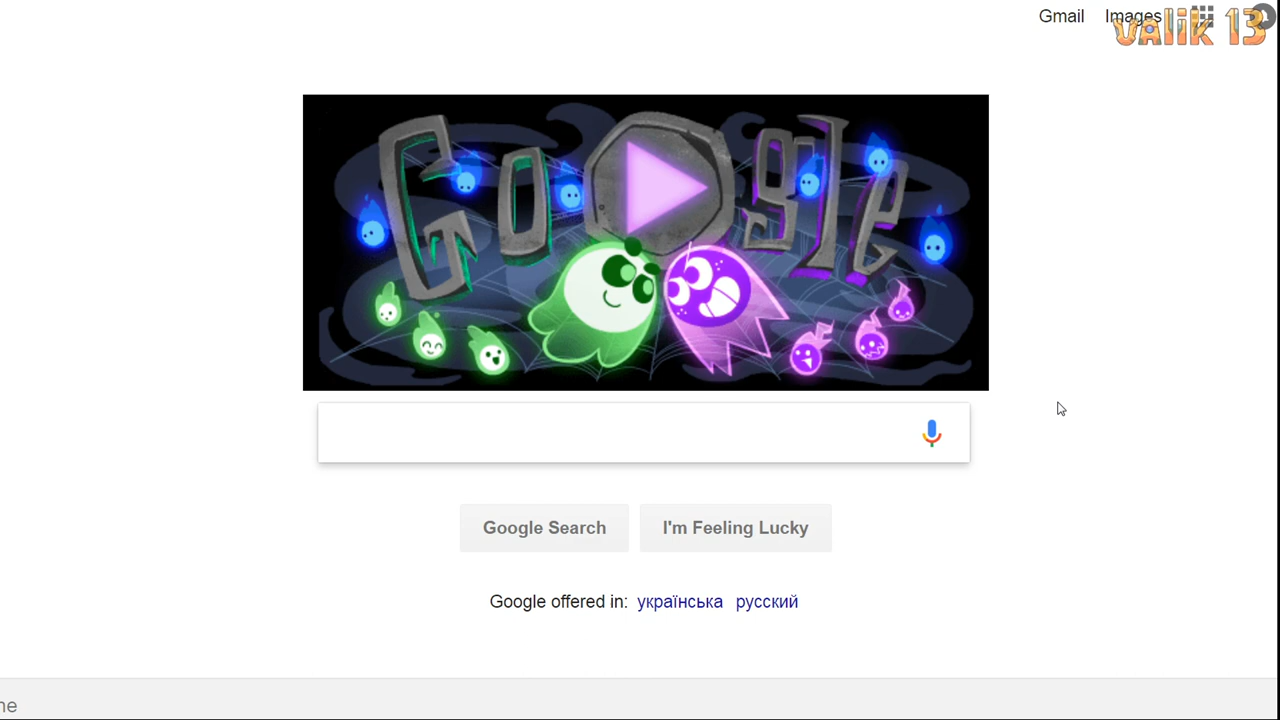 Gmail Images
valik 13
Google
Google Search I'm Feeling Lucky
Google offered in: українська русский